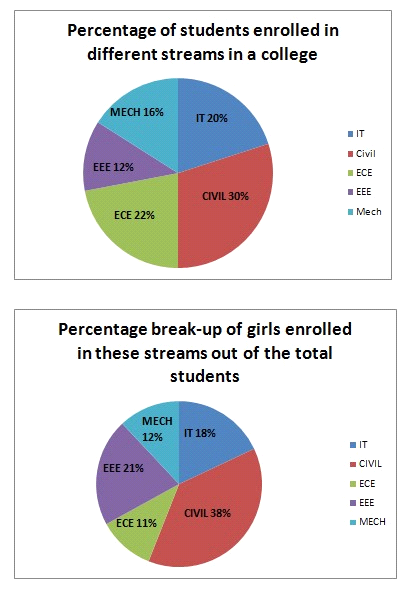 Percentage of students enrolled in
different streams in a college
MECH 16%
IT 20%
EEE 12%
CIVIL 30%
ECE 22%
IT
Civil
ECE
EEE
Mech
Percentage break-up of girls enrolled
in these streams out of the total
students
MECH
12%
IT 18%
EEE 21%
ECE 11%
CIVIL 38%
IT
CIVIL
ECE
EEE
MECH